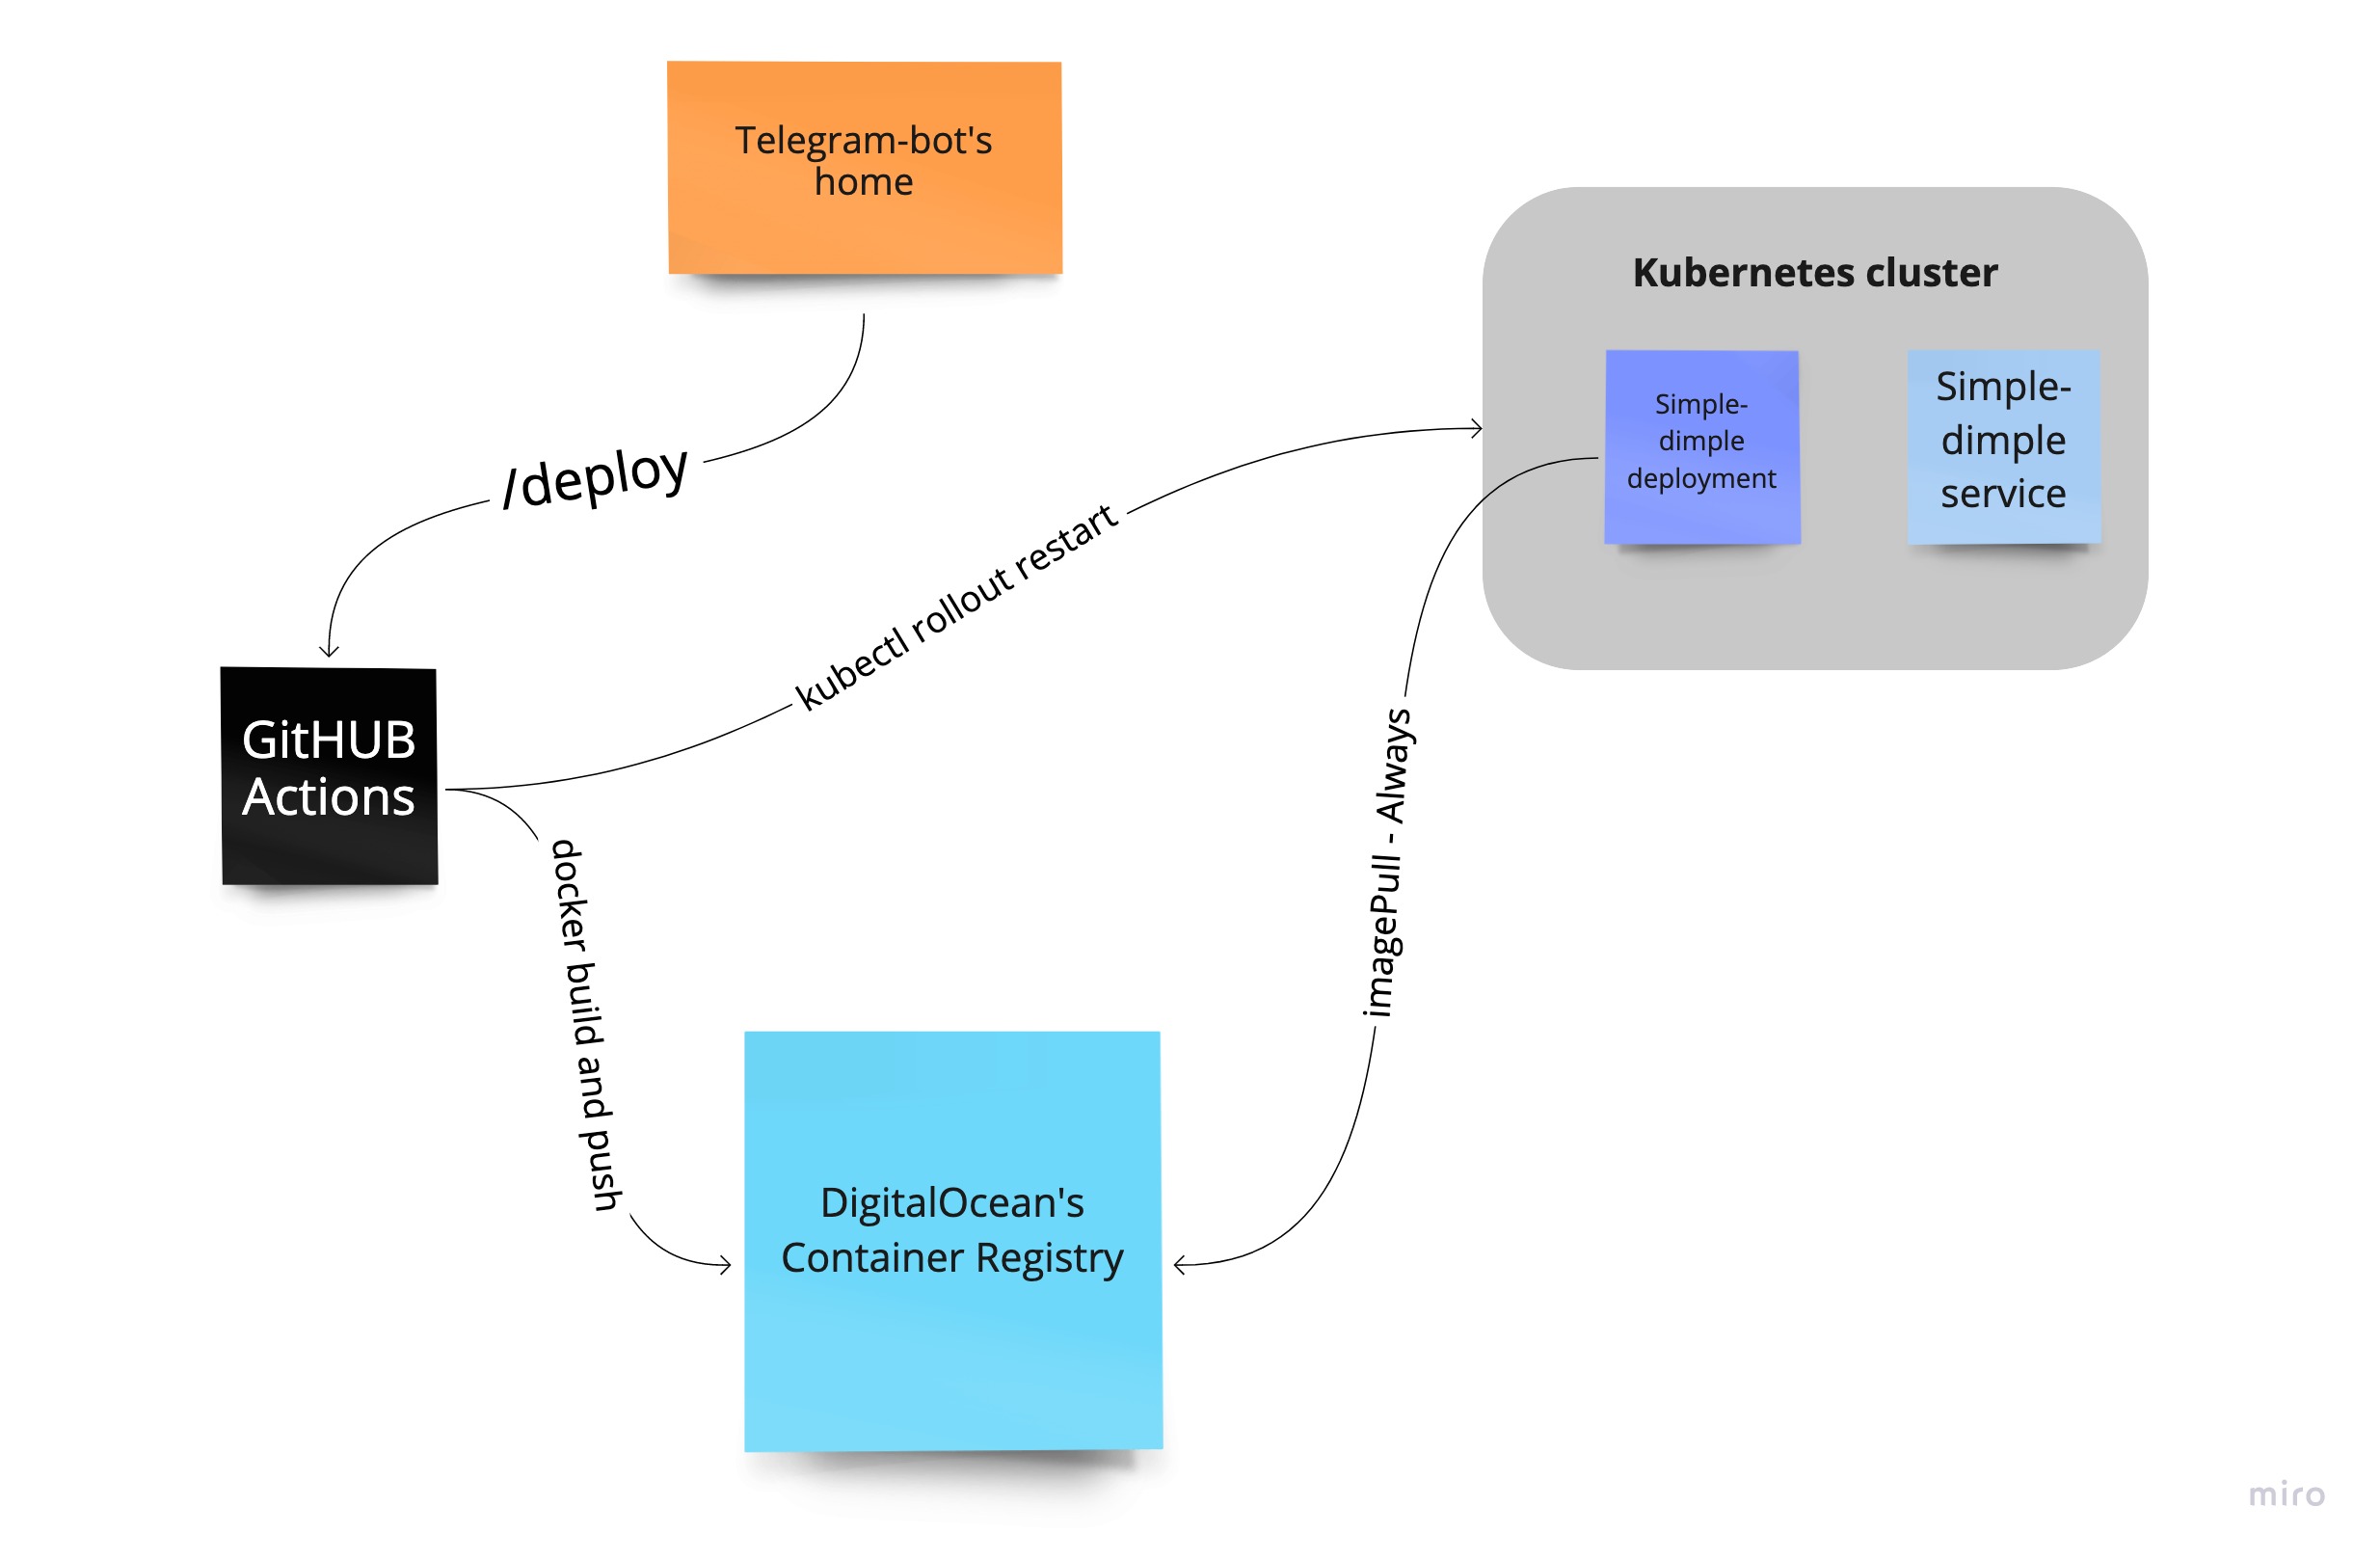 Telegram-bot's
home
Kubernetes cluster
Simple-
dimple
deployment
Simple-
dimple
service
/deploy
kubectl rollout restart
GitHUB
Actions
imagePull - Always
docker build and push
DigitalOcean's
Container Registry
miro